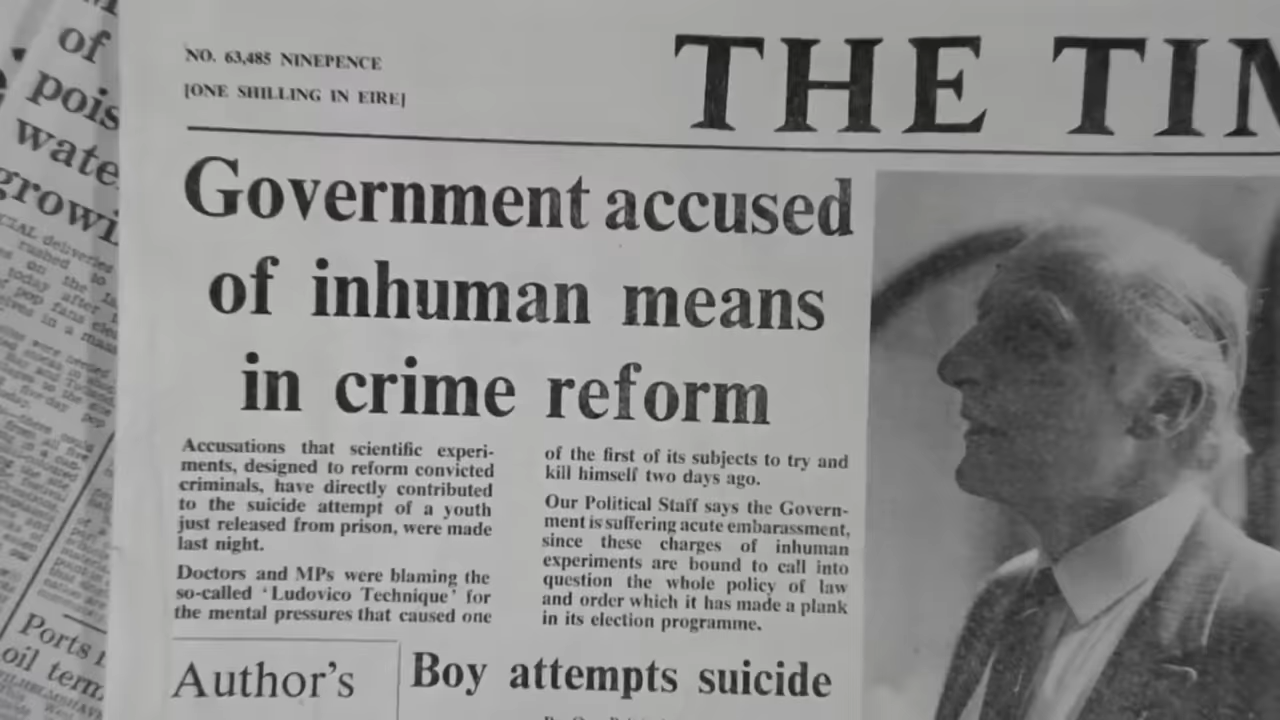 of
pois
wate
growi
NO. 63,485 NINEPENCE
[ONE SHILLING IN EIRE]
THE TIM
Government accused
of inhuman means
in crime reform
Accusations that scientific experi-
ments, designed to reform convicted
criminals, have directly contributed
to the suicide attempt of a youth
just released from prison, were made
last night.
Doctors and MPs were blaming the
so-called ‘Ludovico Technique’ for
the mental pressures that caused one
of the first of its subjects to try and
kill himself two days ago.
Our Political Staff says the Govern-
ment is suffering acute embarassment,
since these charges of inhuman
experiments are bound to call into
question the whole policy of law
and order which it has made a plank
in its election programme.
Author's
Boy attempts suicide
Ports
oil term